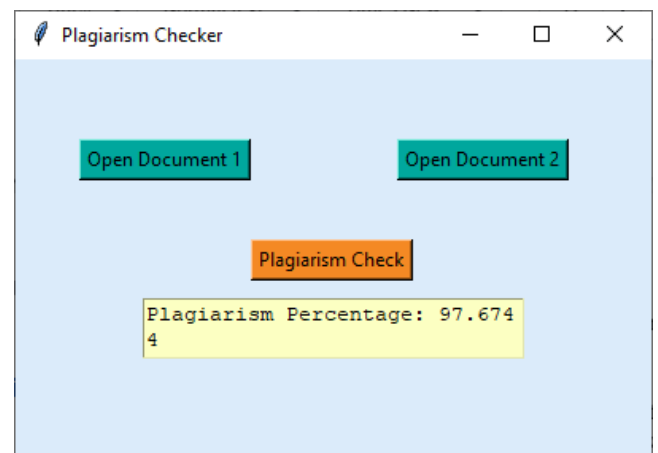 Plagiarism Checker
Open Document 1
Open Document 2
Plagiarism Check
Plagiarism Percentage: 97.674
4